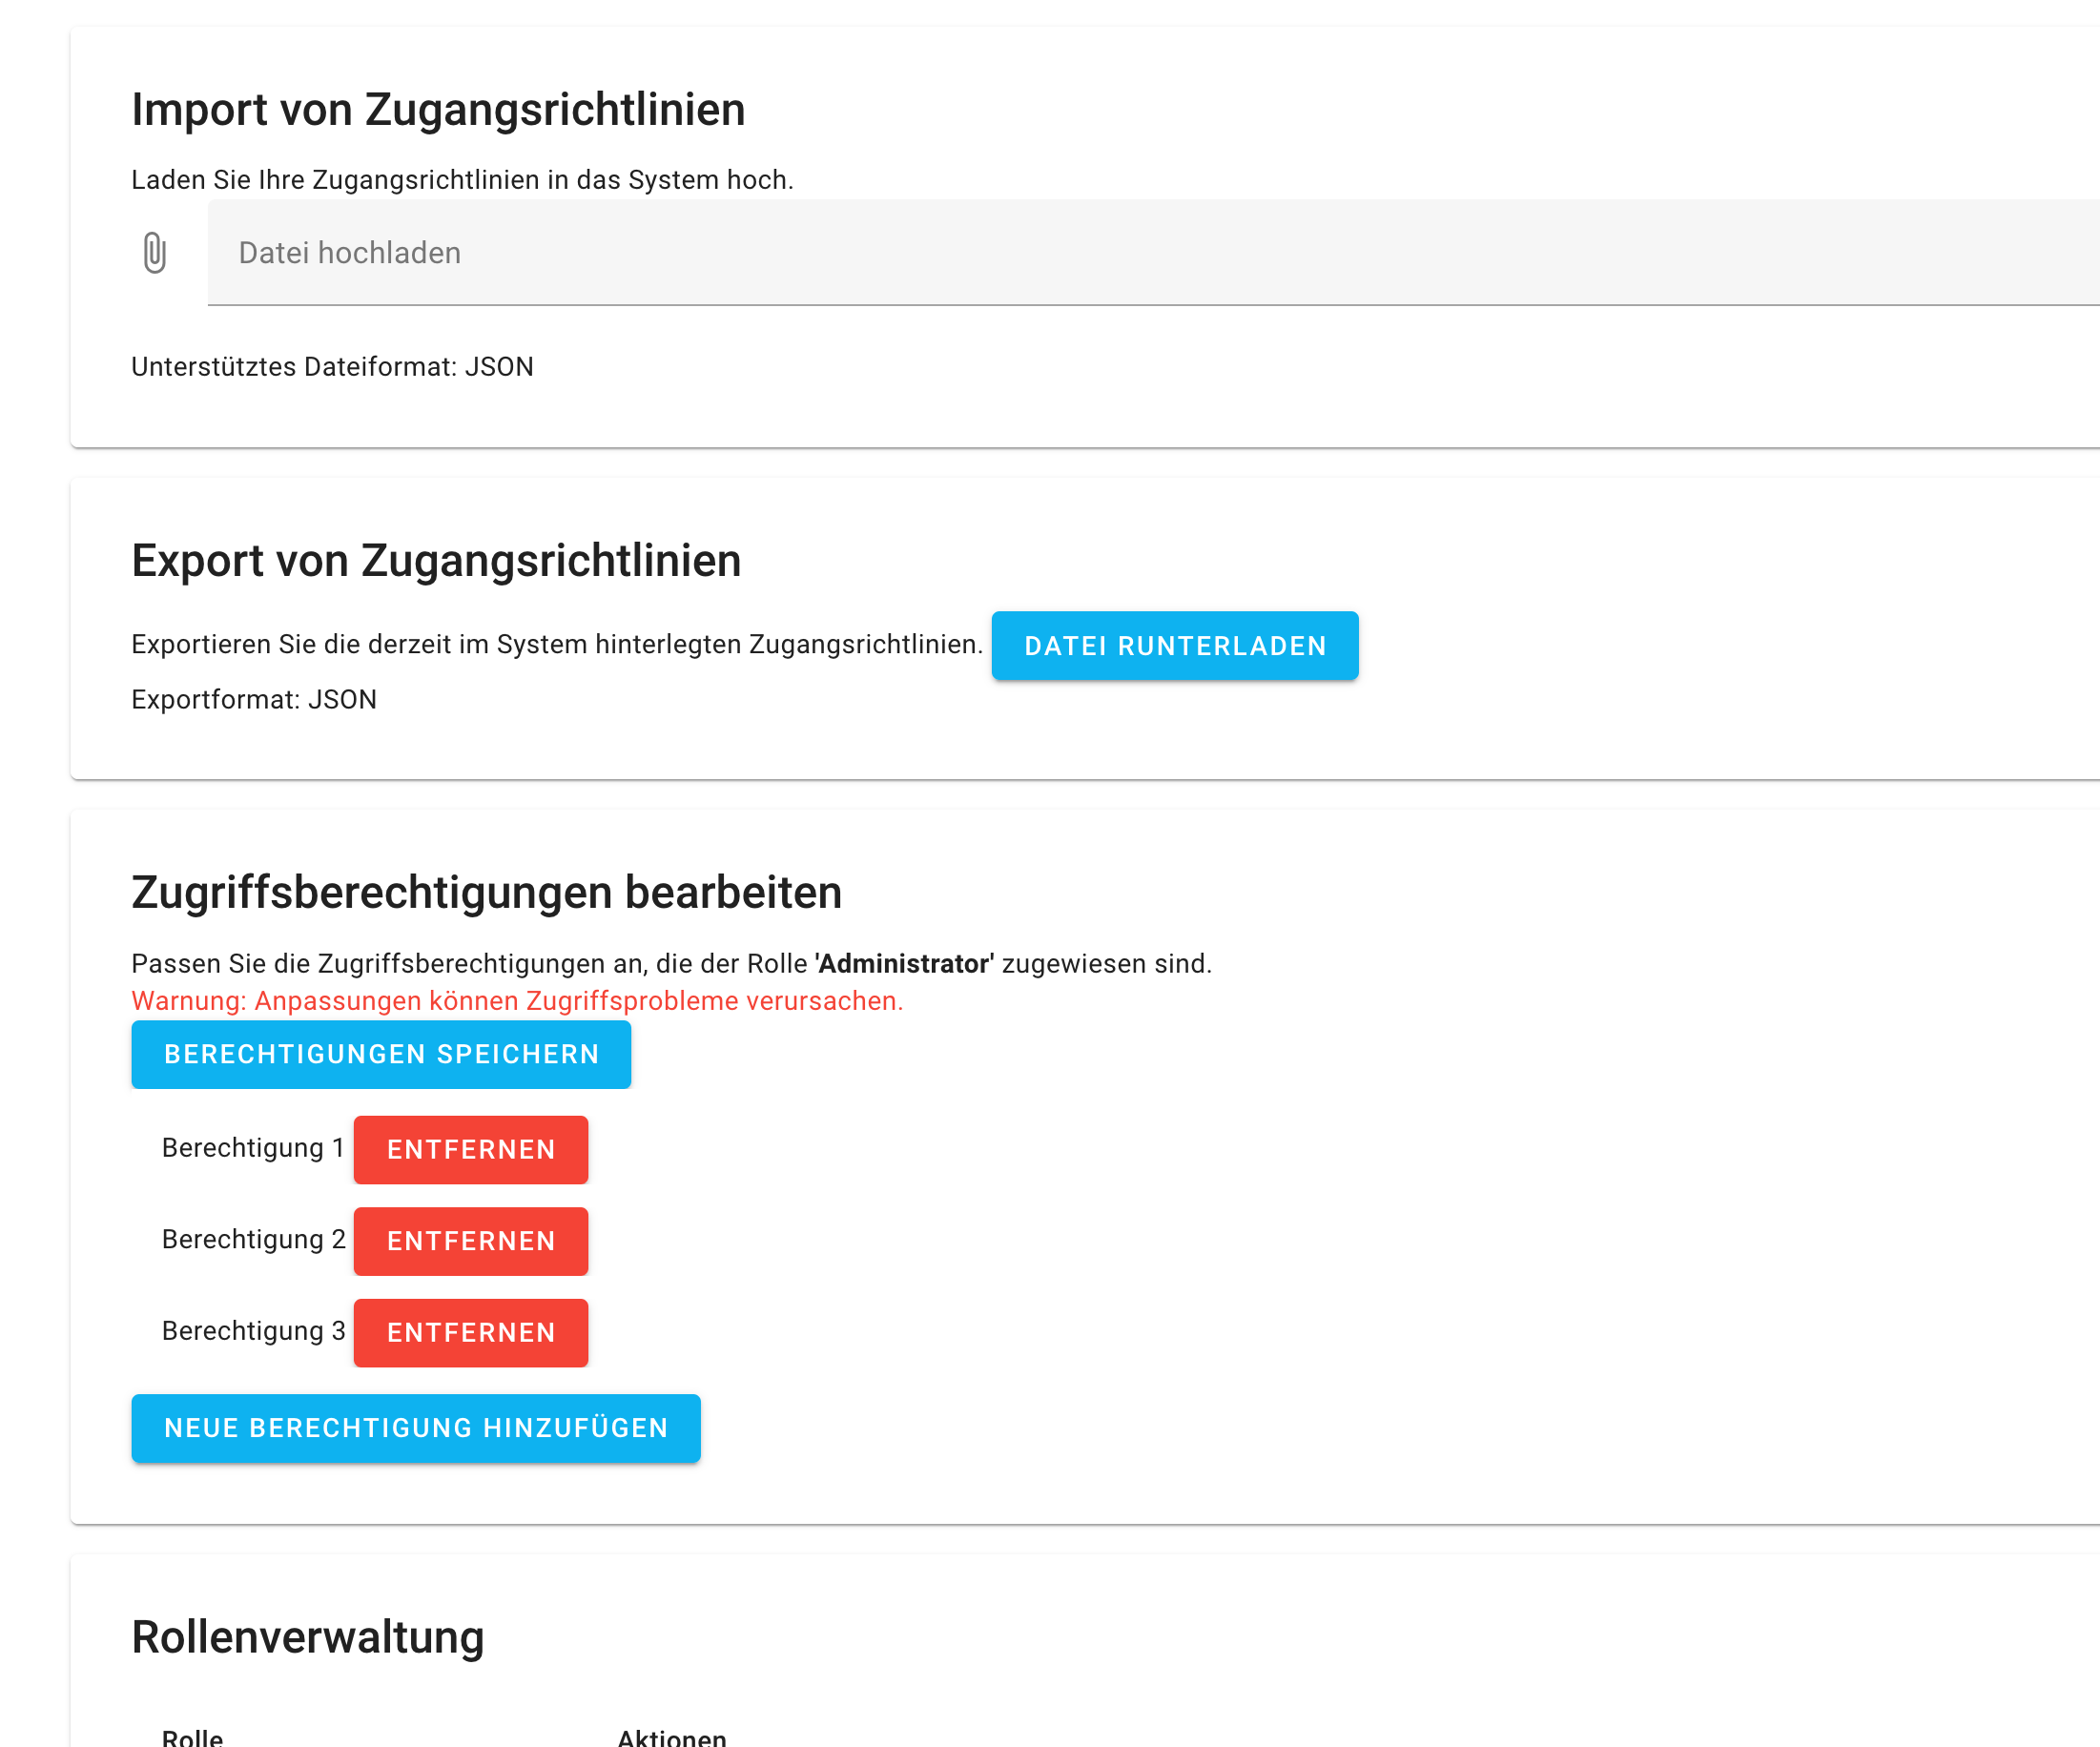 Import von Zugangsrichtlinien
Laden Sie Ihre Zugangsrichtlinien in das System hoch.
Datei hochladen
Unterstütztes Dateiformat: JSON
Export von Zugangsrichtlinien
Exportieren Sie die derzeit im System hinterlegten Zugangsrichtlinien. DATEI RUNTERLADEN
Exportformat: JSON
Zugriffsberechtigungen bearbeiten
Passen Sie die Zugriffsberechtigungen an, die der Rolle 'Administrator' zugewiesen sind.
Warnung: Anpassungen können Zugriffsprobleme verursachen.
BERECHTIGUNGEN SPEICHERN
Berechtigung 1 ENTFERNEN
Berechtigung 2 ENTFERNEN
Berechtigung 3 ENTFERNEN
NEUE BERECHTIGUNG HINZUFÜGEN
Rollenverwaltung
Rolle Aktionen